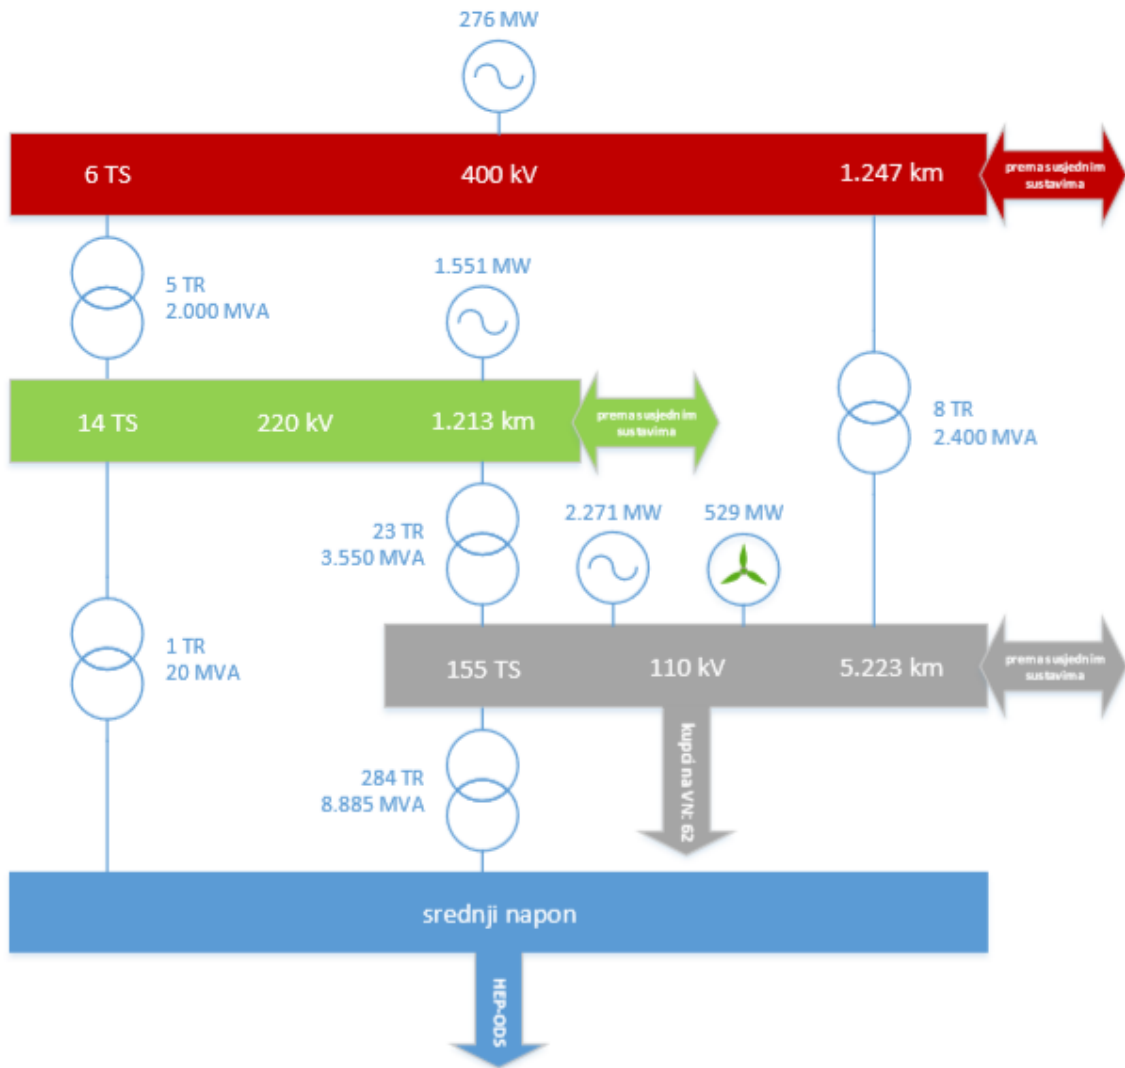 276 MW
6 TS
400 kV
1.247 km
prema susjednim
sustavima
5 TR
2.000 MVA
1.551 MW
14 TS
220 kV
1.213 km
prema susjednim
sustavima
8 TR
2.400 MVA
23 TR
3.550 MVA
2.271 MW
529 MW
1 TR
20 MVA
155 TS
110 kV
5.223 km
prema susjednim
sustavima
284 TR
8.885 MVA
kupci na VN: 62
srednji napon
HEP-ODS